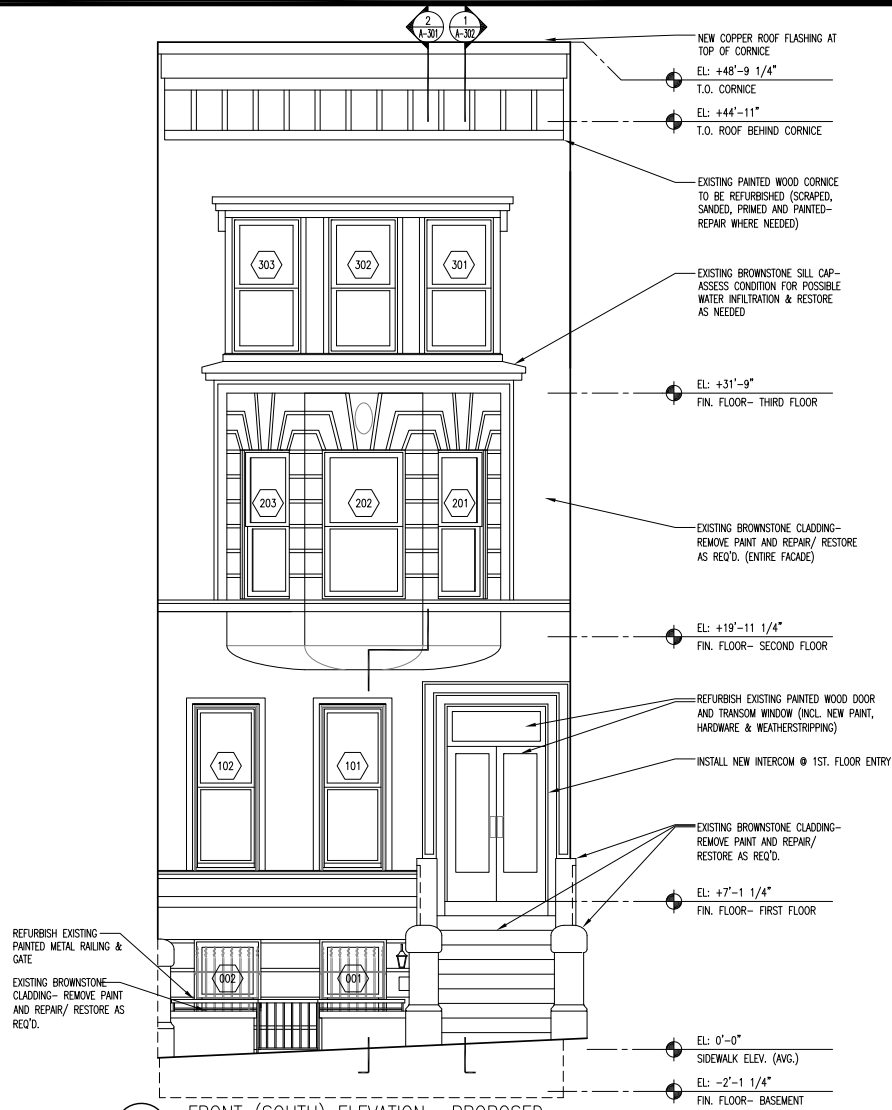 2
A-301
1
A-302
NEW COPPER ROOF FLASHING AT
TOP OF CORNICE
EL: +48'-9 1/4"
T.O. CORNICE
EL: +44'-11"
T.O. ROOF BEHIND CORNICE
EXISTING PAINTED WOOD CORNICE
TO BE REFURBISHED (SCRAPED,
SANDED, PRIMED AND PAINTED-
REPAIR WHERE NEEDED)
303
302
301
EXISTING BROWNSTONE SILL CAP-
ASSESS CONDITION FOR POSSIBLE
WATER INFILTRATION & RESTORE
AS NEEDED
EL: +31'-9"
FIN. FLOOR- THIRD FLOOR
203
202
201
EXISTING BROWNSTONE CLADDING-
REMOVE PAINT AND REPAIR/ RESTORE
AS REQ'D. (ENTIRE FACADE)
EL: +19'-11 1/4"
FIN. FLOOR- SECOND FLOOR
REFURBISH EXISTING PAINTED WOOD DOOR
AND TRANSOM WINDOW (INCL. NEW PAINT,
HARDWARE & WEATHERSTRIPPING)
102
101
INSTALL NEW INTERCOM @ 1ST. FLOOR ENTRY
EXISTING BROWNSTONE CLADDING-
REMOVE PAINT AND REPAIR/
RESTORE AS REQ'D.
EL: +7'-1 1/4"
FIN. FLOOR- FIRST FLOOR
REFURBISH EXISTING
PAINTED METAL RAILING &
GATE
002
001
EXISTING BROWNSTONE
CLADDING- REMOVE PAINT
AND REPAIR/ RESTORE AS
REQ'D.
EL: 0'-0"
SIDEWALK ELEV. (AVG.)
EL: -2'-1 1/4"
FIN. FLOOR- BASEMENT
FRONT (SOUTH) ELEVATION - PROPOSED